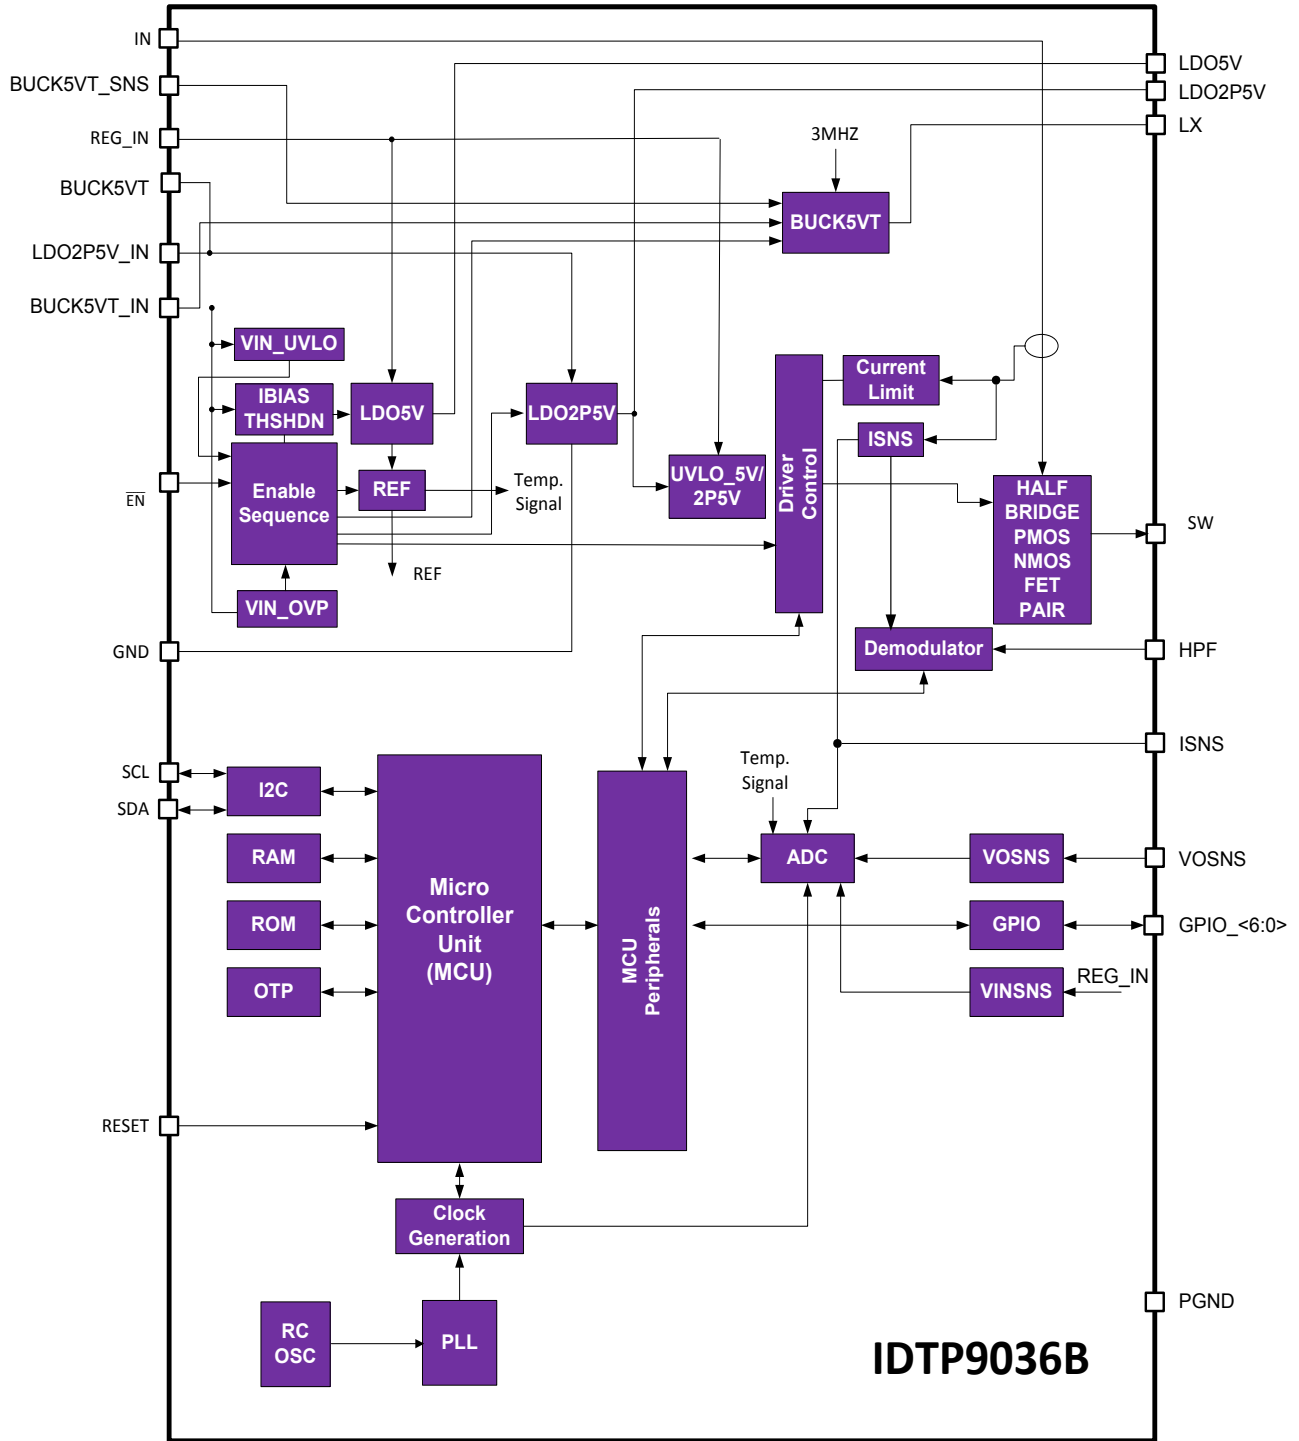 IN
LDO5V
BUCK5VT_SNS
LDO2P5V
LX
REG_IN
3MHZ
BUCK5VT
BUCK5VT
LDO2P5V_IN
BUCK5VT_IN
VIN_UVLO
IBIAS
THSHDN
LDO5V
LDO2P5V
Current
Limit
ISNS
Driver
Control
UVLO_5V/
2P5V
EN
Enable
Sequence
REF
Temp.
Signal
HALF
BRIDGE
PMOS
NMOS
FET
PAIR
SW
REF
VIN_OVP
GND
Demodulator
HPF
ISNS
SCL
SDA
I2C
Temp.
Signal
RAM
ADC
VOSNS
VOSNS
Micro
Controller
Unit
(MCU)
MCU
Peripherals
ROM
GPIO
GPIO_<6:0>
OTP
VINSNS
REG_IN
RESET
Clock
Generation
PGND
RC
OSC
PLL
IDTP9036B